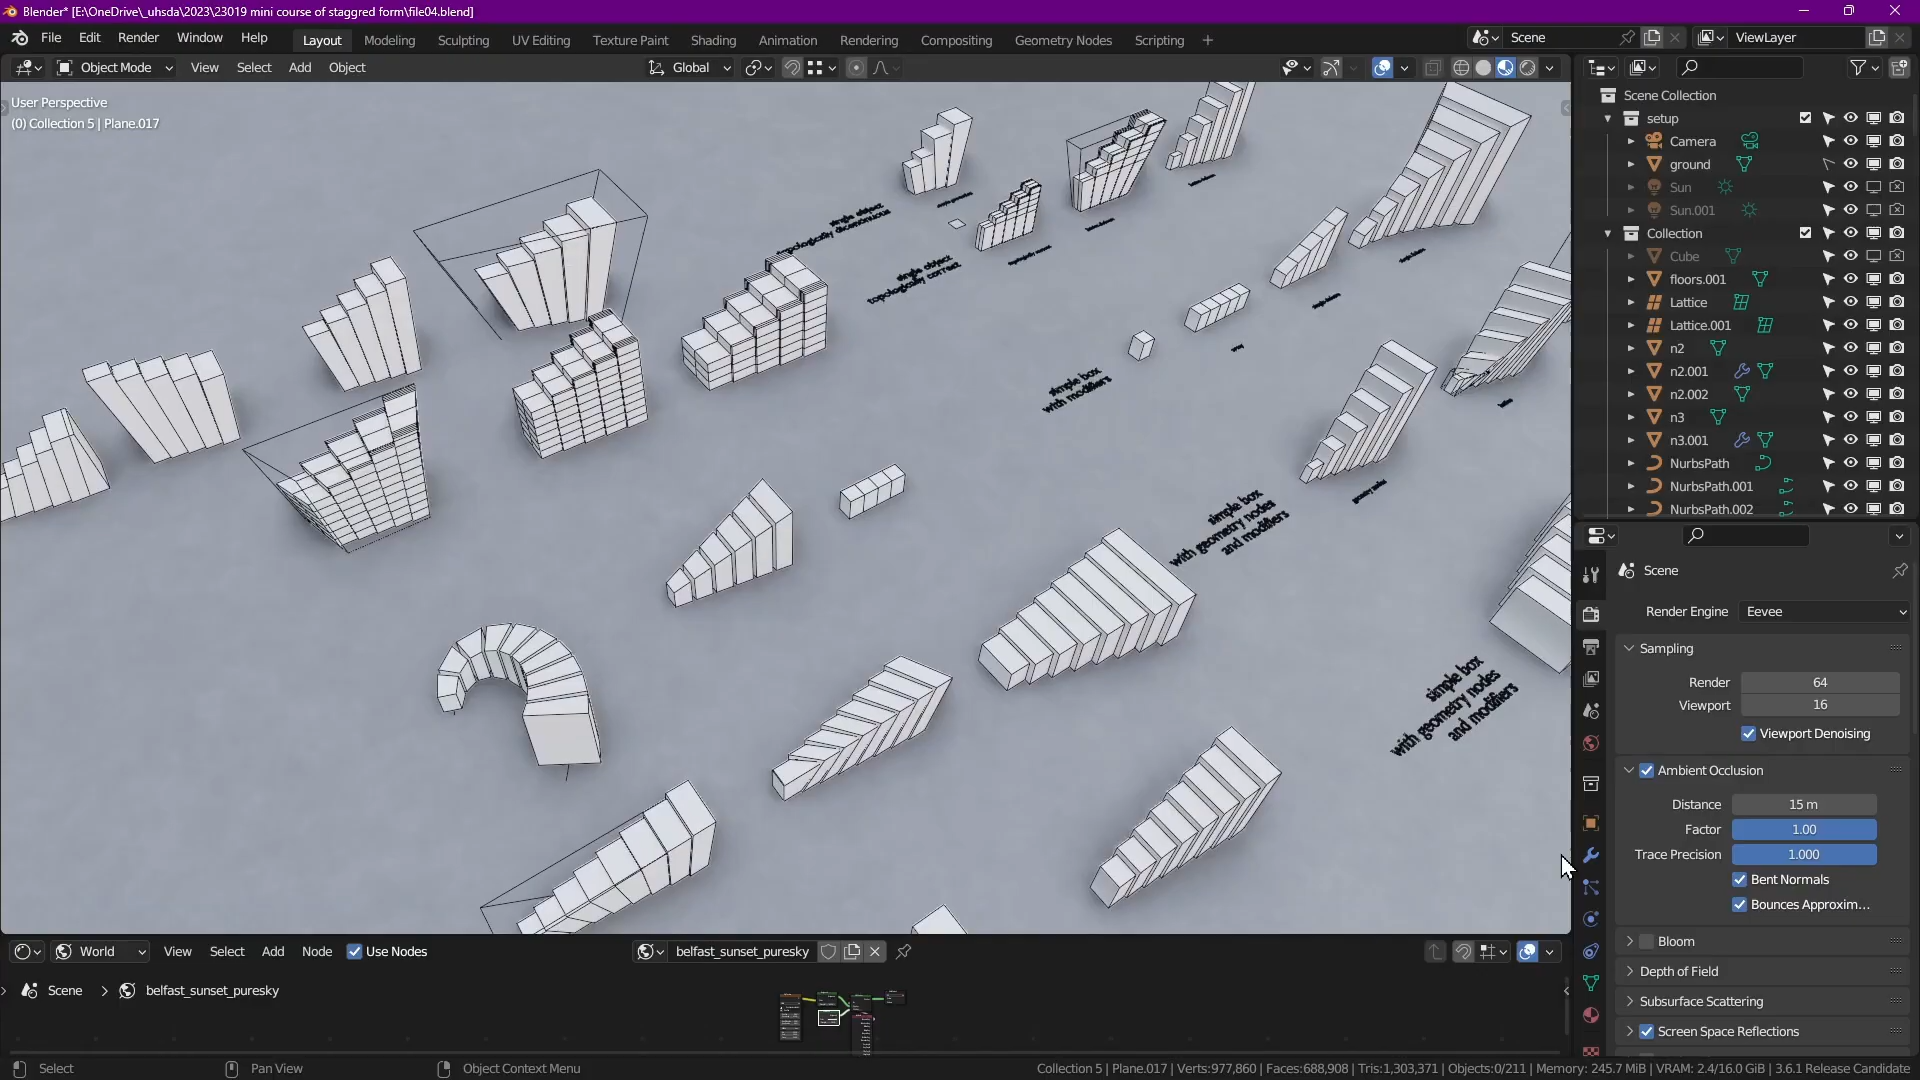 Blender* [E:\OneDrive\_uhsda\2023\23019 mini course of staggred form\file04.blend]
File Edit Render Window Help Layout Modeling Sculpting UV Editing Texture Paint Shading Animation Rendering Compositing Geometry Nodes Scripting + Scene ViewLayer
Object Mode View Select Add Object Global
User Perspective
(0) Collection 5 | Plane.017
single object
topologically discontinuous
single object
topologically correct
simple box
with modifiers
simple box
with geometry nodes
and modifiers
simple box
with geometry nodes
and modifiers
Scene Collection
setup
Camera
ground
Sun
Sun.001
Collection
Cube
floors.001
Lattice
Lattice.001
n2
n2.001
n2.002
n3
n3.001
NurbsPath
NurbsPath.001
NurbsPath.002
Scene
Render Engine Eevee
Sampling
Render 64
Viewport 16
Viewport Denoising
Ambient Occlusion
Distance 15 m
Factor 1.00
Trace Precision 1.000
Bent Normals
Bounces Approxim...
Bloom
Depth of Field
Subsurface Scattering
Screen Space Reflections
World View Select Add Node Use Nodes belfast_sunset_puresky
Scene > belfast_sunset_puresky
Select Pan View Object Context Menu Collection 5 | Plane.017 | Verts:977,860 | Faces:688,908 | Tris:1,303,371 | Objects:0/211 | Memory: 245.7 MiB | VRAM: 2.4/16.0 GiB | 3.6.1 Release Candidate